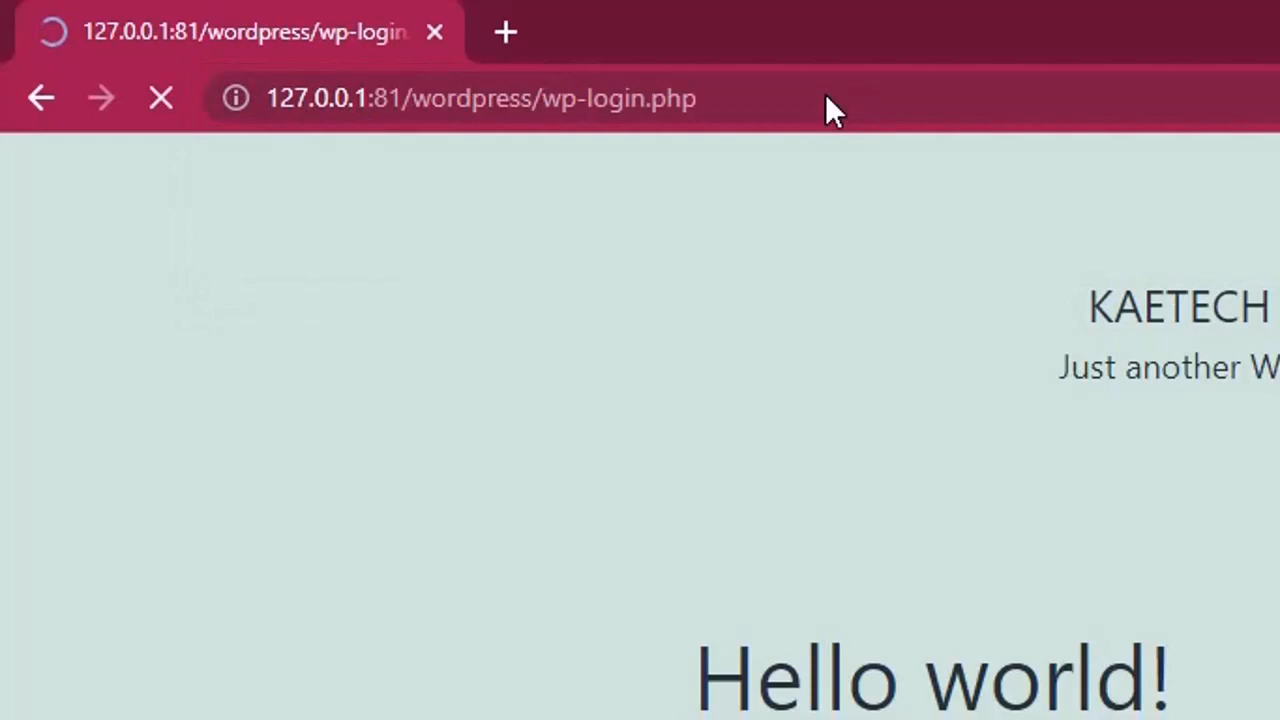 127.0.0.1:81/wordpress/wp-login.
127.0.0.1:81/wordpress/wp-login.php
KAETECH
Just another W
Hello world!